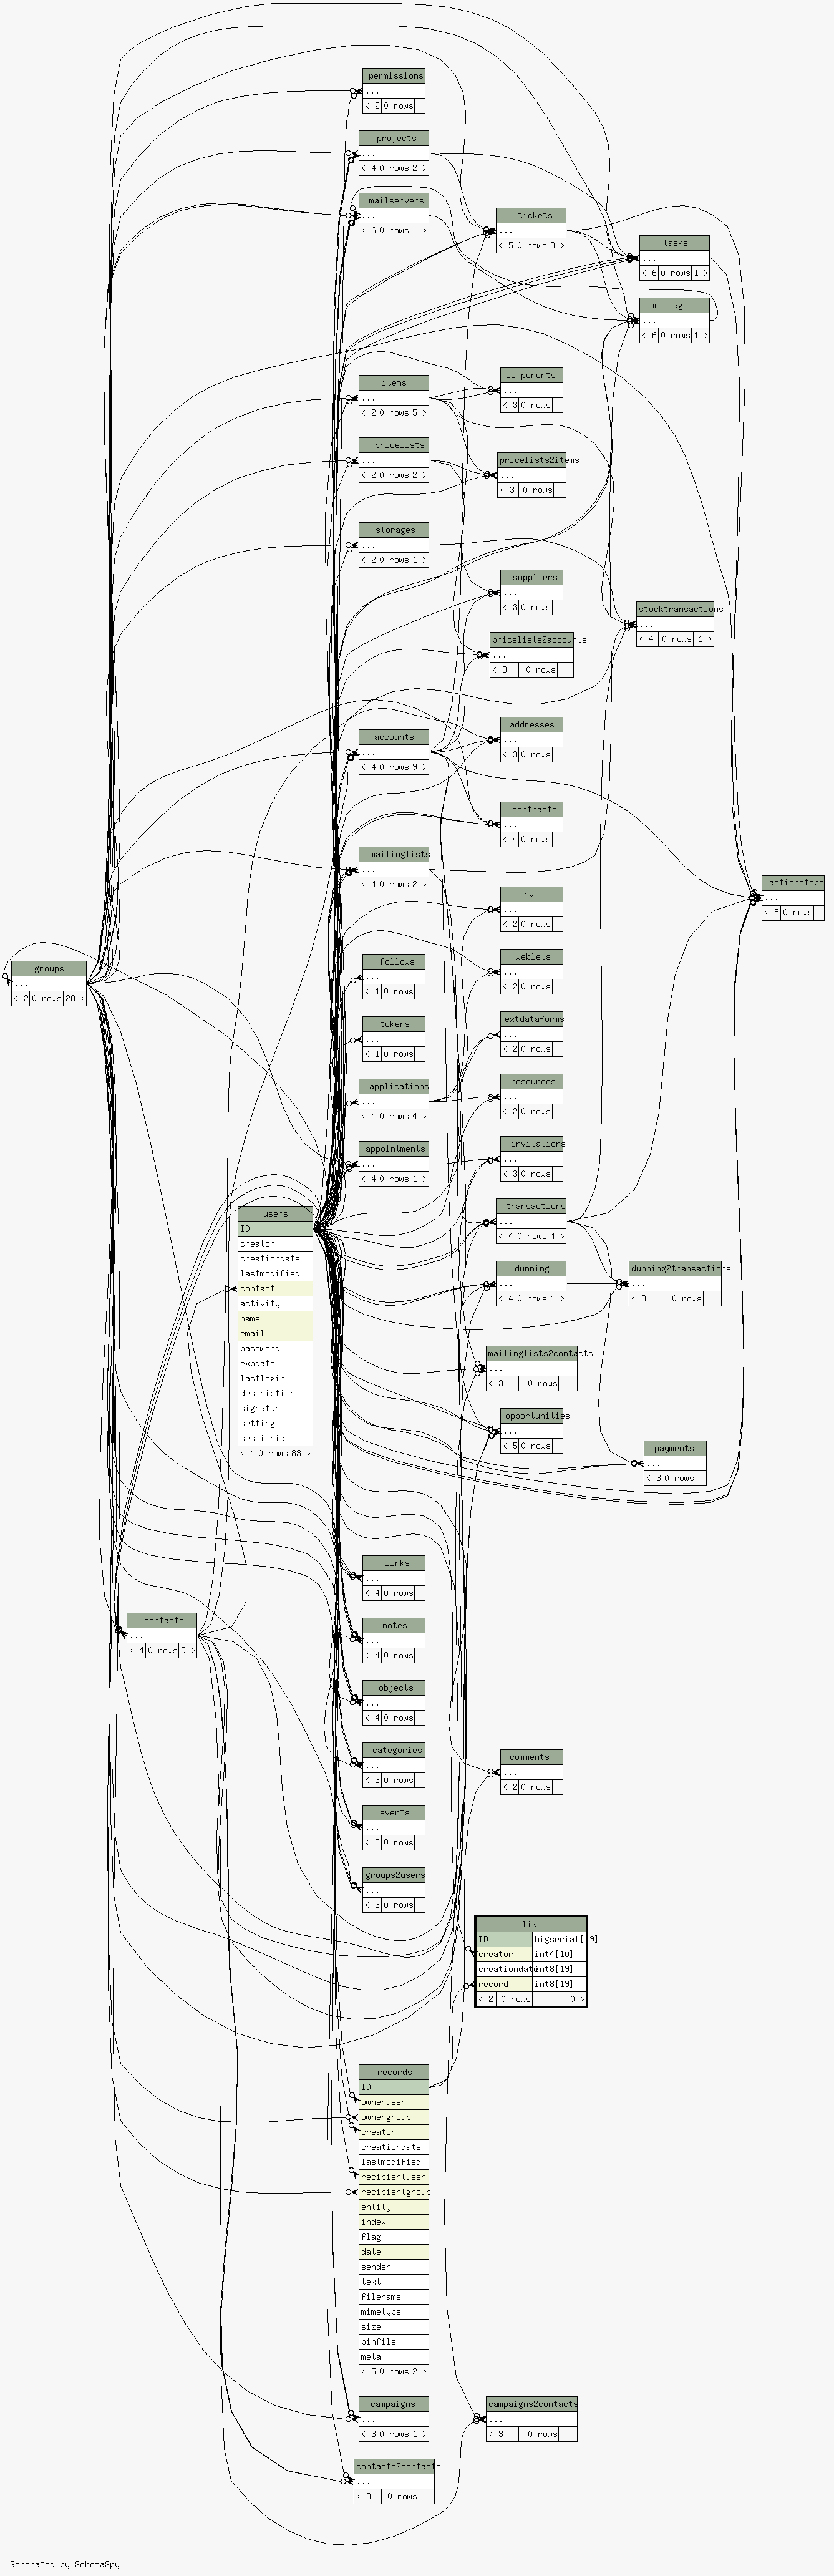 permissions
...
< 2 0 rows
projects
...
< 4 0 rows 2 >
mailservers
...
< 6 0 rows 1 >
tickets
...
< 5 0 rows 3 >
tasks
...
< 6 0 rows 1 >
messages
...
< 6 0 rows 1 >
items
...
< 2 0 rows 5 >
components
...
< 3 0 rows
pricelists
...
< 2 0 rows 2 >
pricelists2items
...
< 3 0 rows
storages
...
< 2 0 rows 1 >
suppliers
...
< 3 0 rows
stocktransactions
...
< 4 0 rows 1 >
pricelists2accounts
...
< 3 0 rows
addresses
...
< 3 0 rows
accounts
...
< 4 0 rows 9 >
contracts
...
< 4 0 rows
mailinglists
...
< 4 0 rows 2 >
actionsteps
...
< 8 0 rows
services
...
< 2 0 rows
weblets
...
< 2 0 rows
follows
...
< 1 0 rows
groups
...
< 2 0 rows 28 >
extdataforms
...
< 2 0 rows
tokens
...
< 1 0 rows
resources
...
< 2 0 rows
applications
...
< 1 0 rows 4 >
invitations
...
< 3 0 rows
appointments
...
< 4 0 rows 1 >
transactions
...
< 4 0 rows 4 >
users
ID
creator
creationdate
lastmodified
contact
activity
name
email
password
expdate
lastlogin
description
signature
settings
sessionid
< 1 0 rows 83 >
dunning
...
< 4 0 rows 1 >
dunning2transactions
...
< 3 0 rows
mailinglists2contacts
...
< 3 0 rows
opportunities
...
< 5 0 rows
payments
...
< 3 0 rows
links
...
< 4 0 rows
contacts
...
< 4 0 rows 9 >
notes
...
< 4 0 rows
objects
...
< 4 0 rows
categories
...
< 3 0 rows
comments
...
< 2 0 rows
events
...
< 3 0 rows
groups2users
...
< 3 0 rows
likes
ID bigserial[19]
creator int4[10]
creationdate int8[19]
record int8[19]
< 2 0 rows 0 >
records
ID
owneruser
ownergroup
creator
creationdate
lastmodified
recipientuser
recipientgroup
entity
index
flag
date
sender
text
filename
mimetype
size
binfile
meta
< 5 0 rows 2 >
campaigns
...
< 3 0 rows 1 >
campaigns2contacts
...
< 3 0 rows
contacts2contacts
...
< 3 0 rows
Generated by SchemaSpy